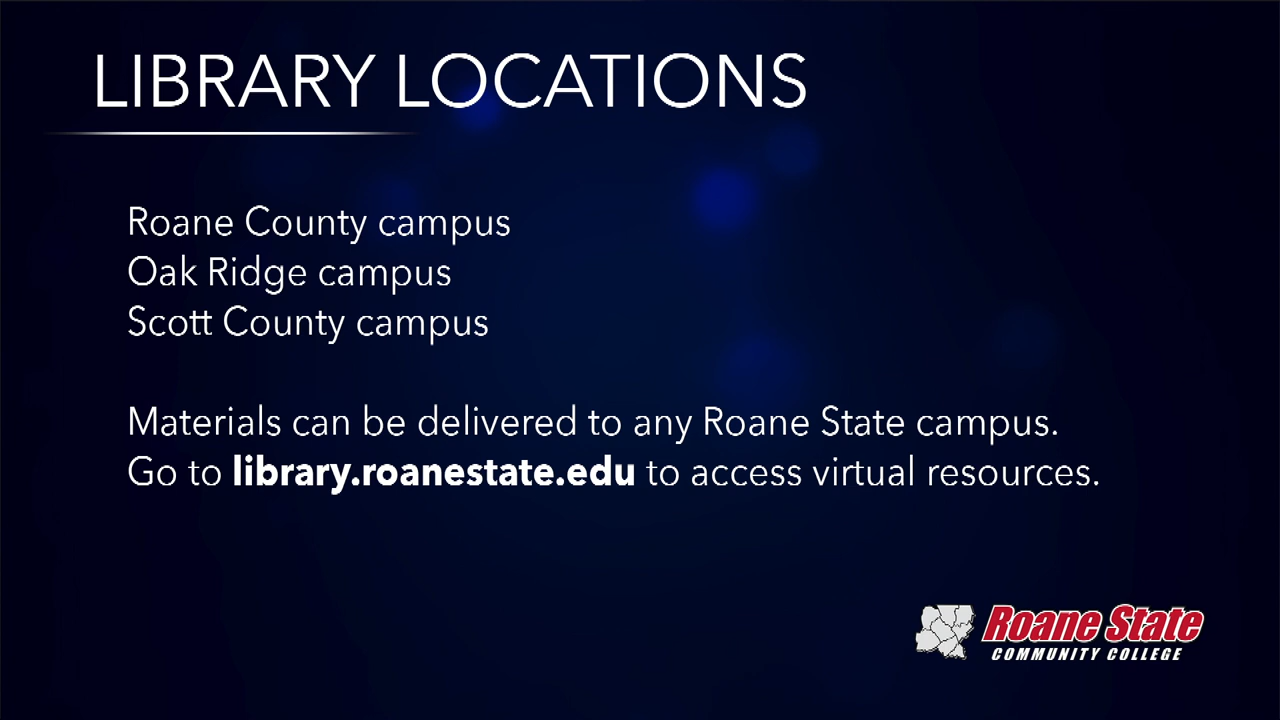 LIBRARY LOCATIONS
Roane County campus
Oak Ridge campus
Scott County campus
Materials can be delivered to any Roane State campus.
Go to library.roanestate.edu to access virtual resources.
Roane State
COMMUNITY COLLEGE